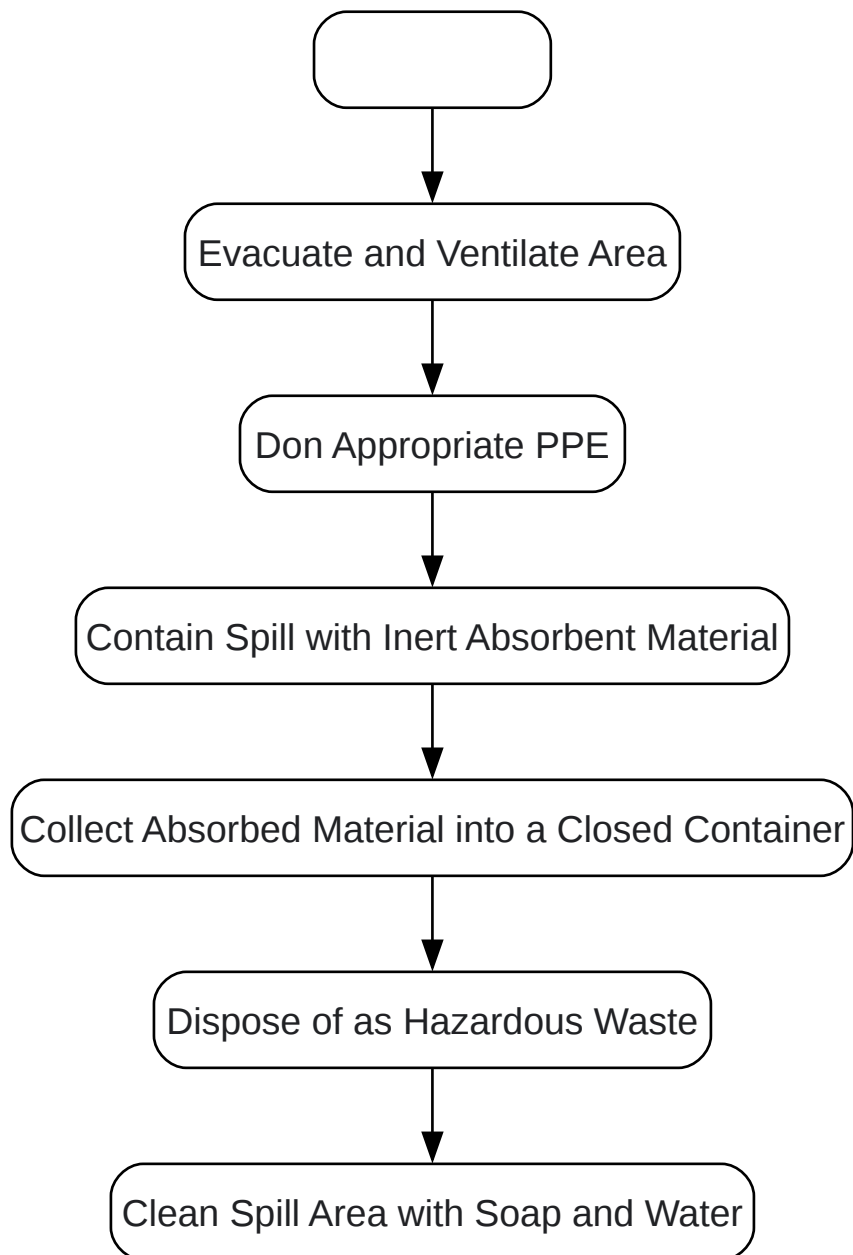 Evacuate and Ventilate Area
Don Appropriate PPE
Contain Spill with Inert Absorbent Material
Collect Absorbed Material into a Closed Container
Dispose of as Hazardous Waste
Clean Spill Area with Soap and Water